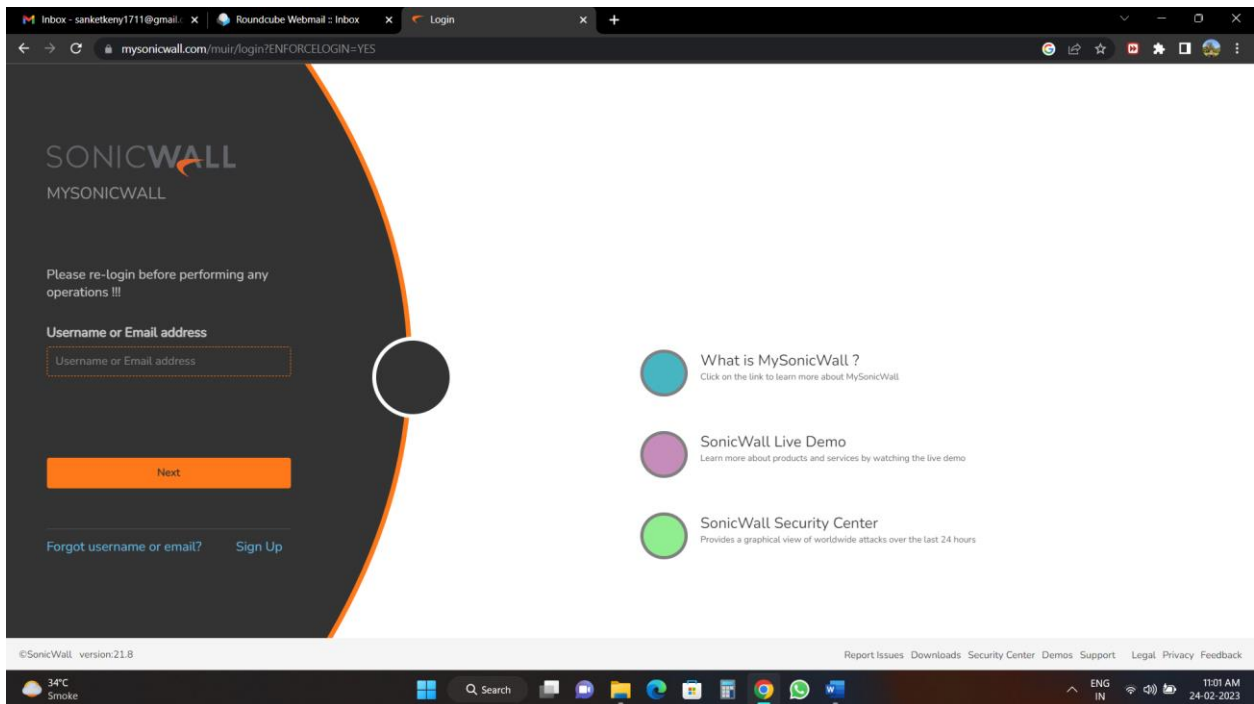 Inbox - sanketkeny1711@gmail.c
Roundcube Webmail :: Inbox
Login
mysonicwall.com/muir/login?ENFORCELOGIN=YES
SONICWALL
MYSONICWALL
Please re-login before performing any
operations !!!
Username or Email address
Username or Email address
Next
Forgot username or email? Sign Up
What is MySonicWall ?
Click on the link to learn more about MySonicWall
SonicWall Live Demo
Learn more about products and services by watching the live demo
SonicWall Security Center
Provides a graphical view of worldwide attacks over the last 24 hours
©SonicWall version:21.8
Report Issues Downloads Security Center Demos Support Legal Privacy Feedback
34°C
Smoke
Search
ENG
IN
11:01 AM
24-02-2023